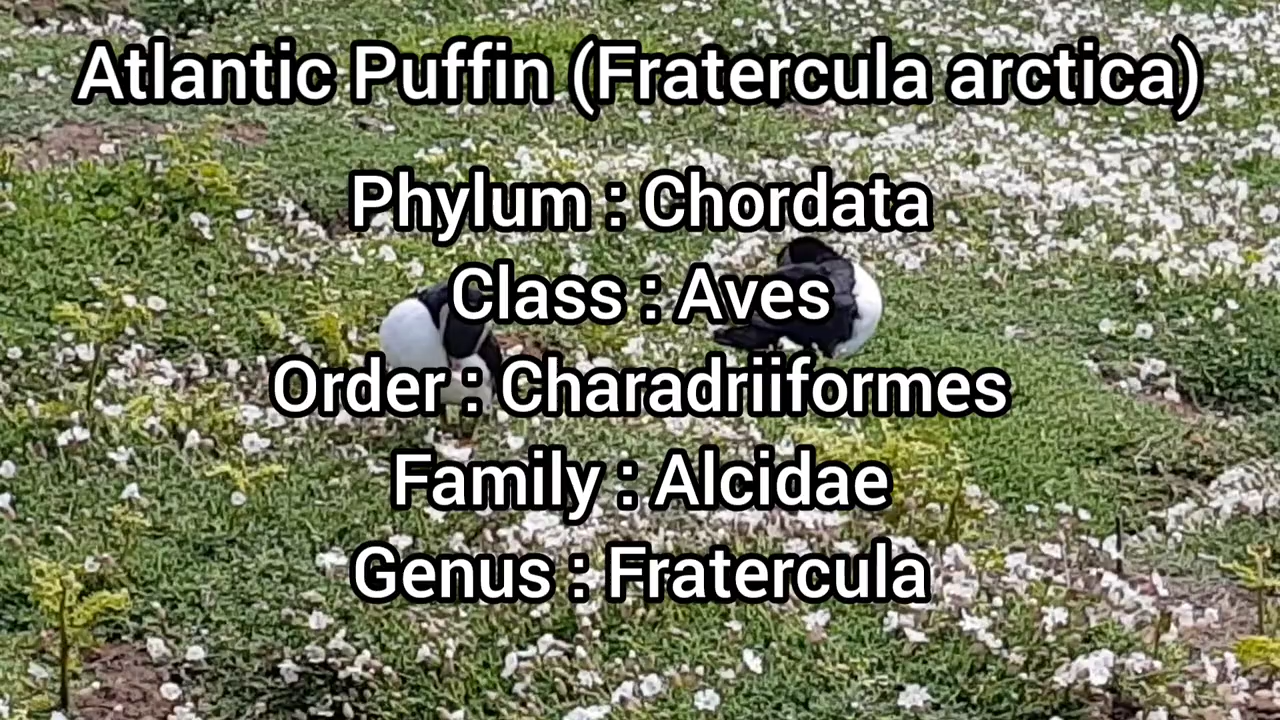 Atlantic Puffin (Fratercula arctica)
Phylum : Chordata
Class : Aves
Order : Charadriiformes
Family : Alcidae
Genus : Fratercula